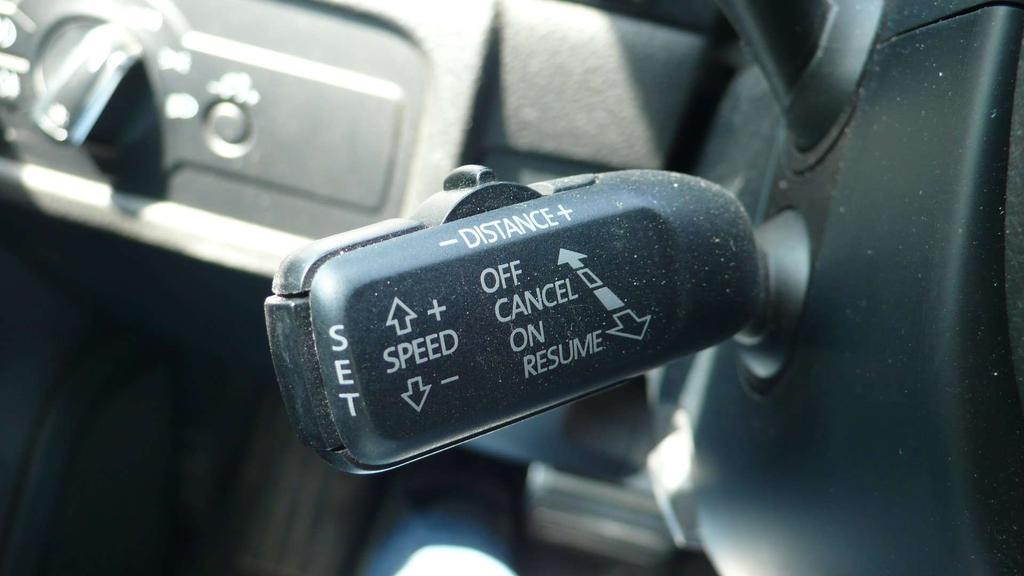 − DISTANCE +
OFF
CANCEL
ON
RESUME
+
SPEED
−
SET